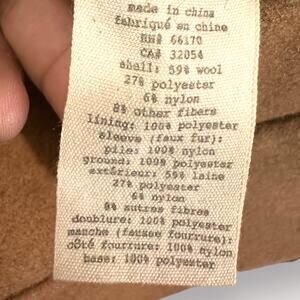 made in china
fabriqué en chine
RN# 66170
CA# 32054
shell: 59% wool
27% polyester
6% nylon
8% other fibers
lining: 100% polyester
sleeve (faux fur):
pile: 100% nylon
ground: 100% polyester
extérieur: 59% laine
27% polyester
6% nylon
8% autres fibres
doublure: 100% polyester
manche (fausse fourrure):
côté fourrure: 100% nylon
base: 100% polyester